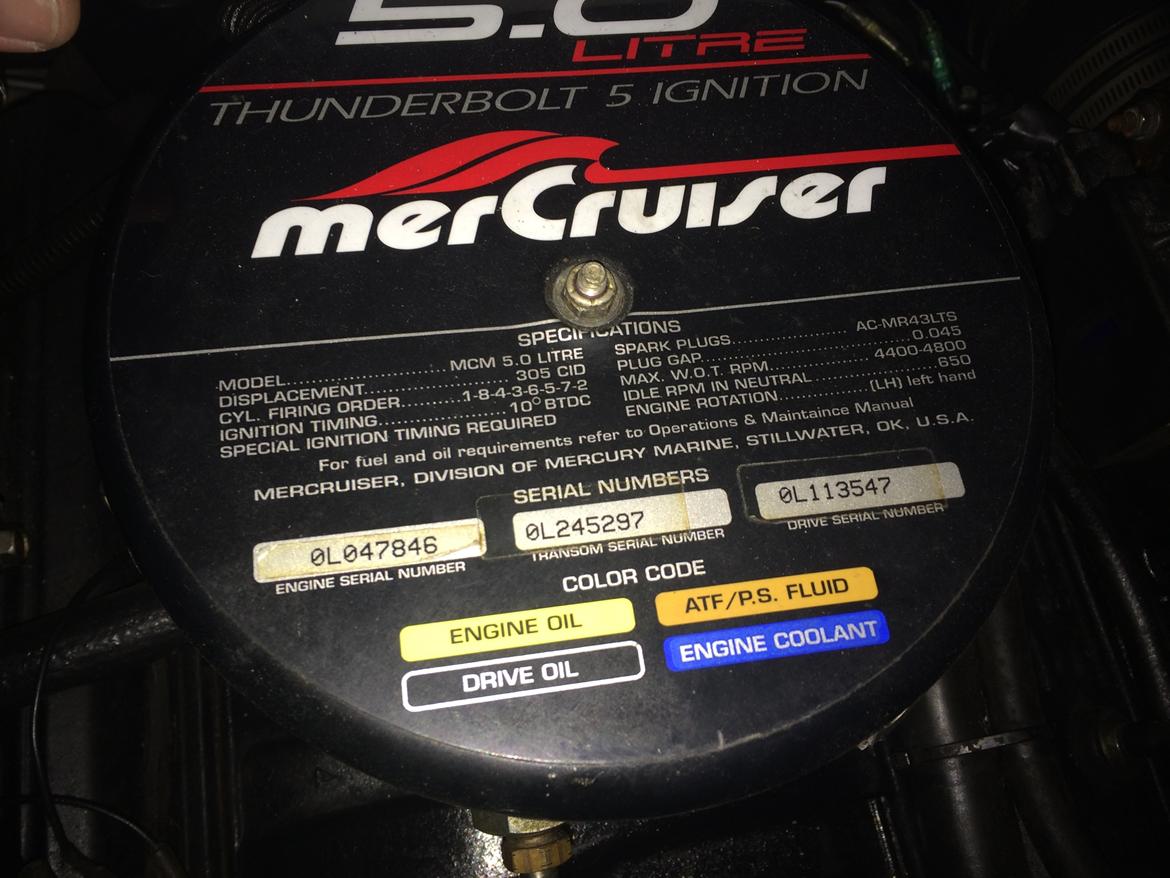 5.0
LITRE
THUNDERBOLT 5 IGNITION
merCruiser
SPECIFICATIONS
MODEL........................MCM 5.0 LITRE
DISPLACEMENT........................305 CID
CYL. FIRING ORDER..........1-8-4-3-6-5-7-2
IGNITION TIMING....................10° BTDC
SPECIAL IGNITION TIMING REQUIRED
SPARK PLUGS....................AC-MR43LTS
PLUG GAP...............................0.045
MAX. W.O.T. RPM................4400-4800
IDLE RPM IN NEUTRAL....................650
ENGINE ROTATION.............(LH) left hand
For fuel and oil requirements refer to Operations & Maintaince Manual
MERCRUISER, DIVISION OF MERCURY MARINE, STILLWATER, OK, U.S.A.
SERIAL NUMBERS
0L047846
ENGINE SERIAL NUMBER
0L245297
TRANSOM SERIAL NUMBER
0L113547
DRIVE SERIAL NUMBER
COLOR CODE
ENGINE OIL
ATF/P.S. FLUID
DRIVE OIL
ENGINE COOLANT